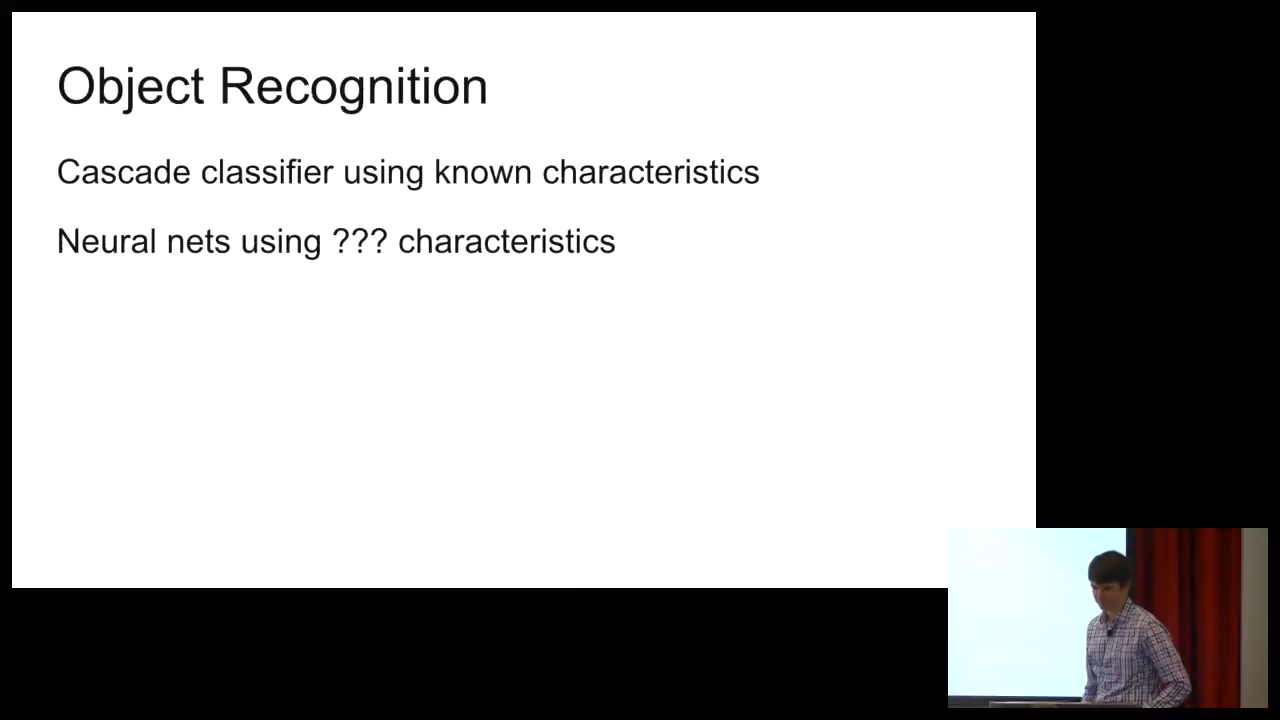 Object Recognition
Cascade classifier using known characteristics
Neural nets using ??? characteristics